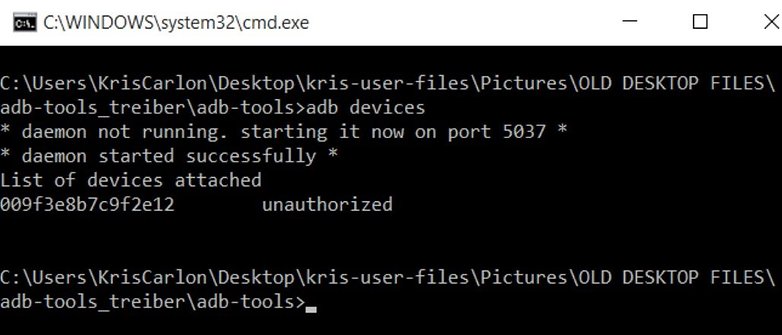 C:\WINDOWS\system32\cmd.exe
C:\Users\KrisCarlon\Desktop\kris-user-files\Pictures\OLD DESKTOP FILES\
adb-tools_treiber\adb-tools>adb devices
* daemon not running. starting it now on port 5037 *
* daemon started successfully *
List of devices attached
009f3e8b7c9f2e12        unauthorized
C:\Users\KrisCarlon\Desktop\kris-user-files\Pictures\OLD DESKTOP FILES\
adb-tools_treiber\adb-tools>_